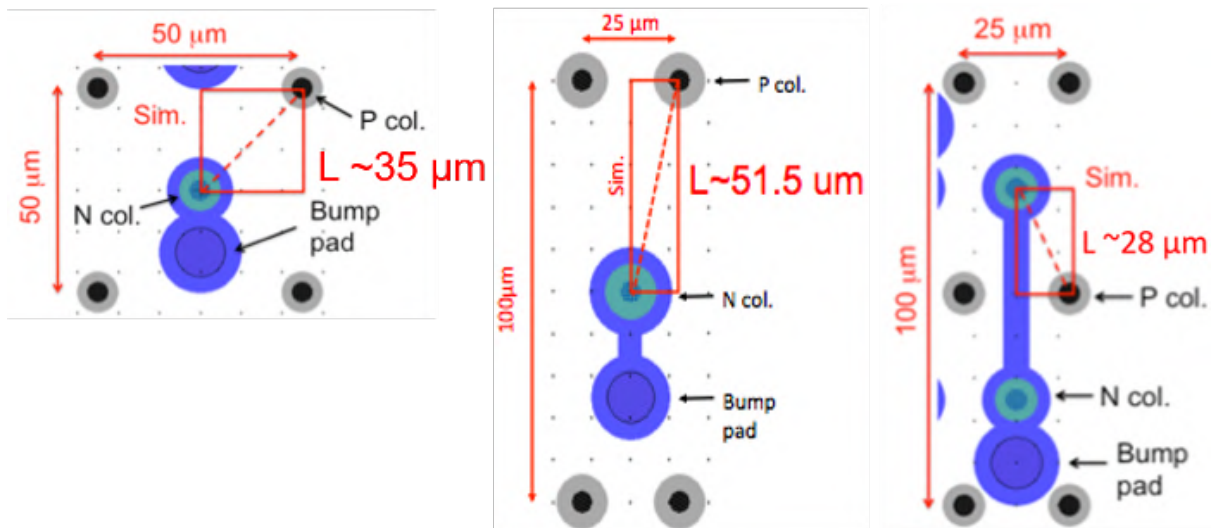 50 µm
50 µm
Sim.
P col.
L ~35 µm
N col.
Bump
pad
25 µm
100µm
P col.
Sim.
L~51.5 um
N col.
Bump
pad
25 µm
100 µm
Sim.
L ~28 µm
P col.
N col.
Bump
pad